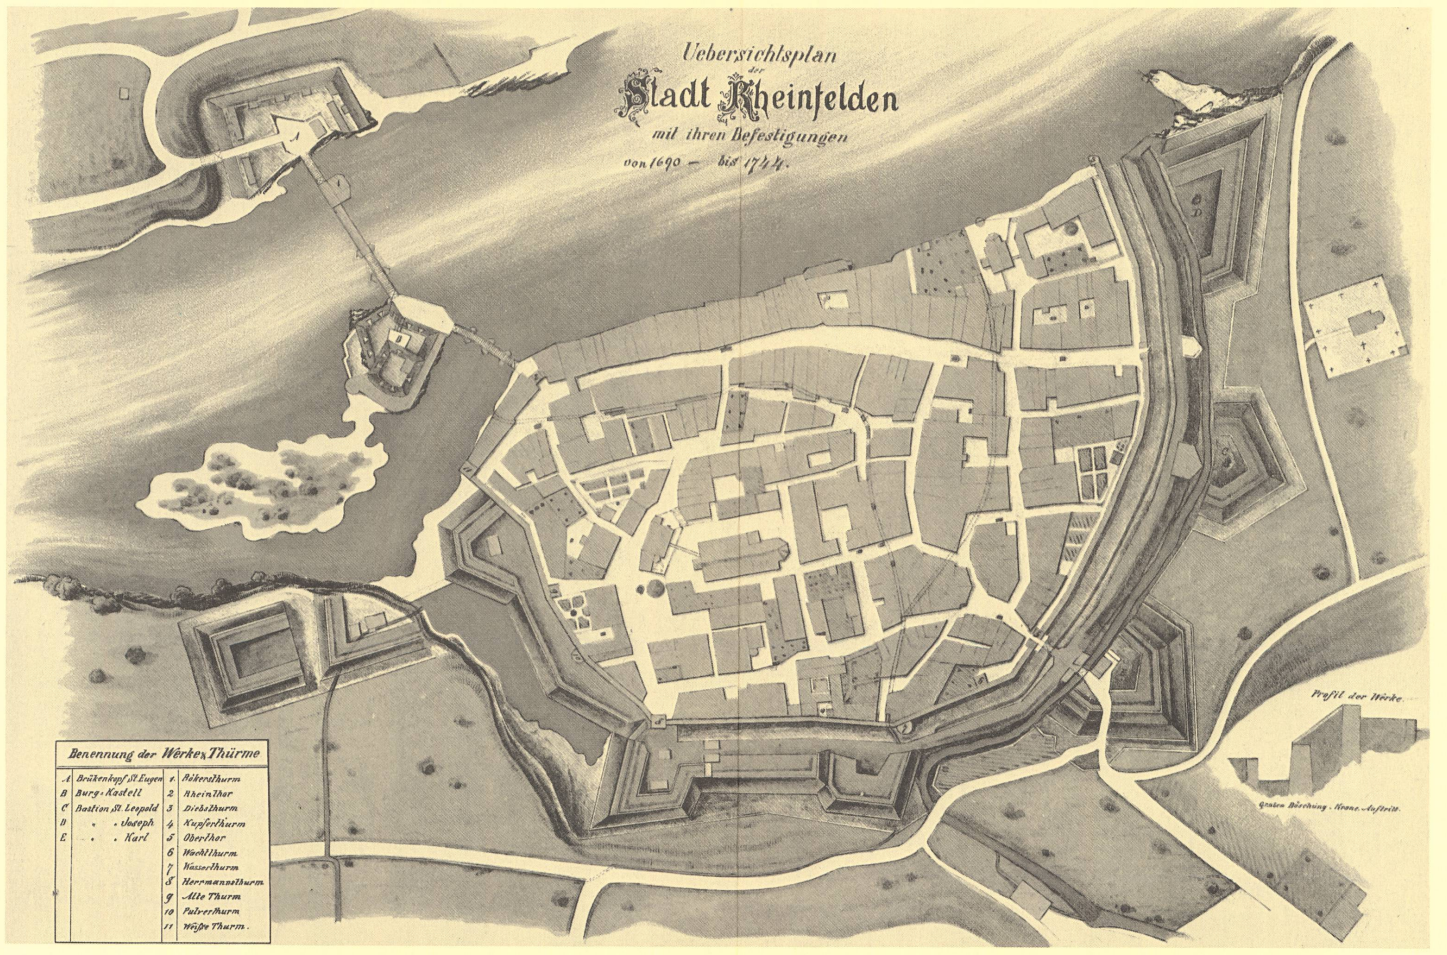 Uebersichtsplan
der
Stadt Rheinfelden
mit ihren Befestigungen
von 1690 — bis 1744.
A
B
D
C
Profil der Werke.
Benennung der Werke & Thürme
A Brükenkopf St. Eugen 1. Bökersthurm
B Burg-Kastell 2 Rheinthor
C Bastion, St. Leopold 3 Diebsthurm
D " " Joseph 4 Kupferthurm
E " " Karl 5 Oberthor
6 Wachtthurm
7 Wasserthurm
8 Herrmannsthurm
9 Alte Thurm
10 Pulverthurm
11 Weiße Thurm.